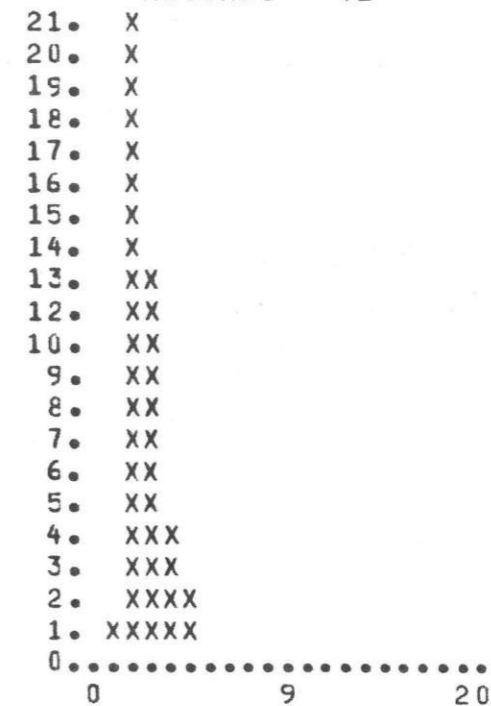 21. X
20. X
19. X
18. X
17. X
16. X
15. X
14. X
13. XX
12. XX
10. XX
9. XX
8. XX
7. XX
6. XX
5. XX
4. XXX
3. XXX
2. XXXX
1. XXXXX
0......................
0 9 20